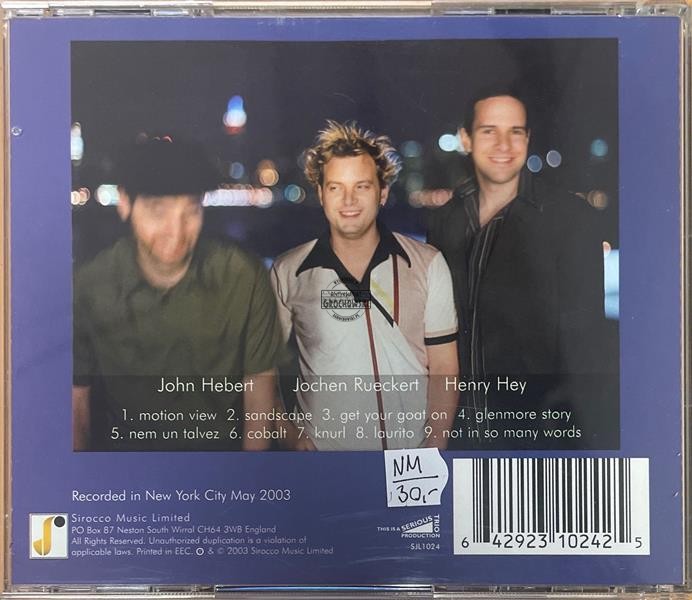 GROCHOWSKI
John Hebert Jochen Rueckert Henry Hey
1. motion view 2. sandscape 3. get your goat on 4. glenmore story
5. nem un talvez 6. cobalt 7. knurl 8. laurito 9. not in so many words
NM
30,-
Recorded in New York City May 2003
Sirocco Music Limited
PO Box 87 Neston South Wirral CH64 3WB England
All Rights Reserved. Unauthorized duplication is a violation of
applicable laws. Printed in EEC. ℗ & © 2003 Sirocco Music Limited
THIS IS A SERIOUS TRIO
PRODUCTION
SJL1024
6 42923 10242 5